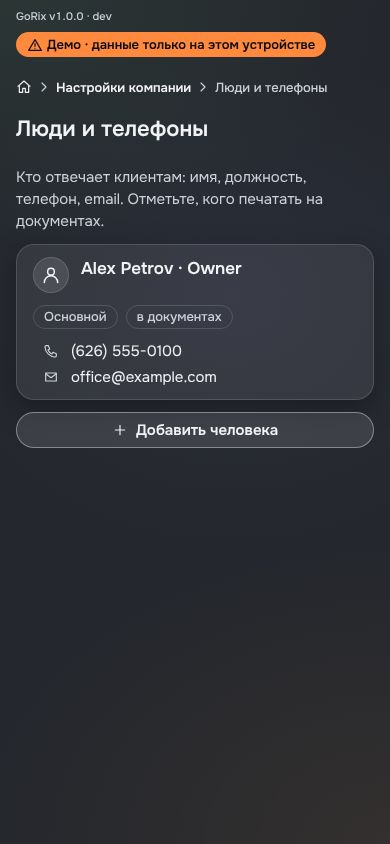 GoRix v1.0.0 · dev
Демо · данные только на этом устройстве
Настройки компании > Люди и телефоны
Люди и телефоны
Кто отвечает клиентам: имя, должность,
телефон, email. Отметьте, кого печатать на
документах.
Alex Petrov · Owner
Основной в документах
(626) 555-0100
office@example.com
+ Добавить человека